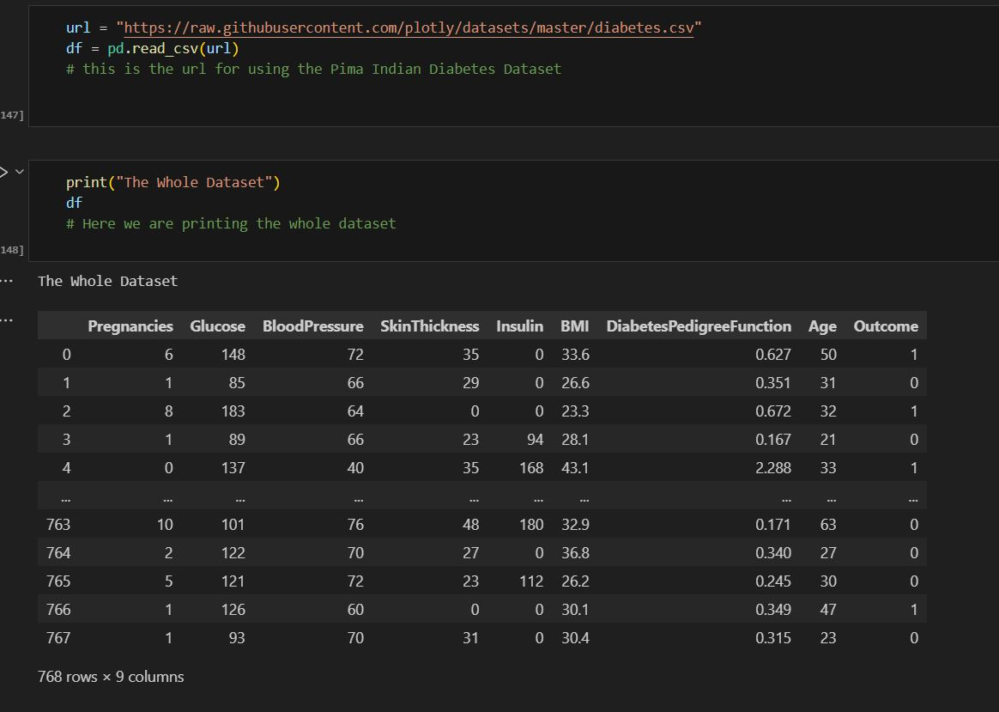 url = "https://raw.githubusercontent.com/plotly/datasets/master/diabetes.csv"
df = pd.read_csv(url)
# this is the url for using the Pima Indian Diabetes Dataset
147]
print("The Whole Dataset")
df
# Here we are printing the whole dataset
148]
... The Whole Dataset
...
Pregnancies Glucose BloodPressure SkinThickness Insulin BMI DiabetesPedigreeFunction Age Outcome
0 6 148 72 35 0 33.6 0.627 50 1
1 1 85 66 29 0 26.6 0.351 31 0
2 8 183 64 0 0 23.3 0.672 32 1
3 1 89 66 23 94 28.1 0.167 21 0
4 0 137 40 35 168 43.1 2.288 33 1
... ... ... ... ... ... ... ... ... ...
763 10 101 76 48 180 32.9 0.171 63 0
764 2 122 70 27 0 36.8 0.340 27 0
765 5 121 72 23 112 26.2 0.245 30 0
766 1 126 60 0 0 30.1 0.349 47 1
767 1 93 70 31 0 30.4 0.315 23 0
768 rows × 9 columns